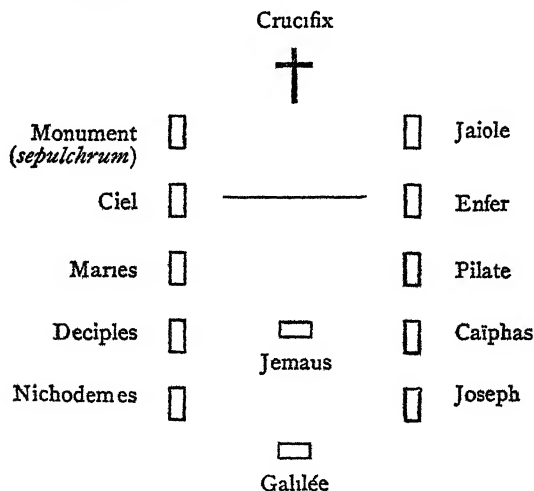 Crucifix
Monument
(sepulchrum)
Jaiole
Ciel
Enfer
Maries
Pilate
Deciples
Caïphas
Jemaus
Nichodemes
Joseph
Galilée